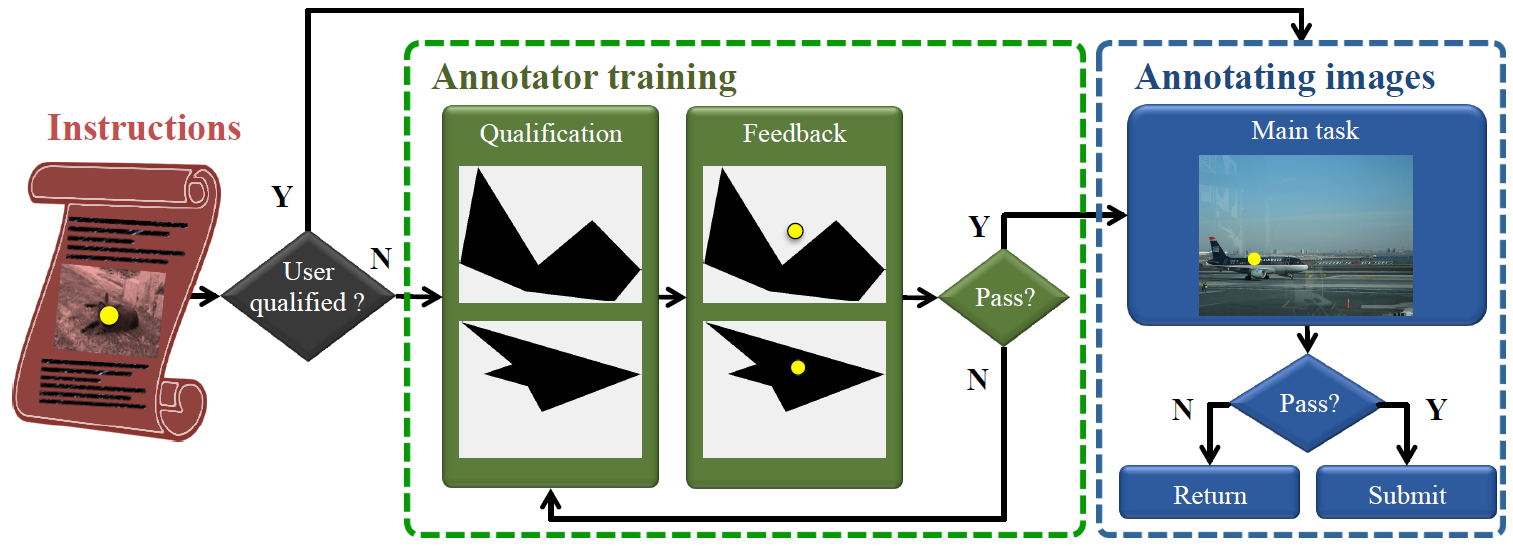 Instructions
Y
User
qualified ?
N
Annotator training
Qualification
Feedback
Y
Pass?
N
Annotating images
Main task
N
Pass?
Y
Return
Submit